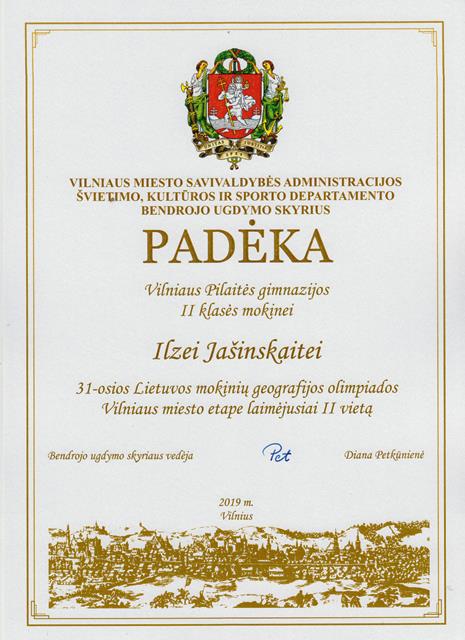 VILNIAUS MIESTO SAVIVALDYBĖS ADMINISTRACIJOS
ŠVIETIMO, KULTŪROS IR SPORTO DEPARTAMENTO
BENDROJO UGDYMO SKYRIUS
PADĖKA
Vilniaus Pilaitės gimnazijos
II klasės mokinei
Ilzei Jašinskaitei
31-osios Lietuvos mokinių geografijos olimpiados
Vilniaus miesto etape laimėjusiai II vietą
Bendrojo ugdymo skyriaus vedėja Pet Diana Petkūnienė
2019 m.
Vilnius